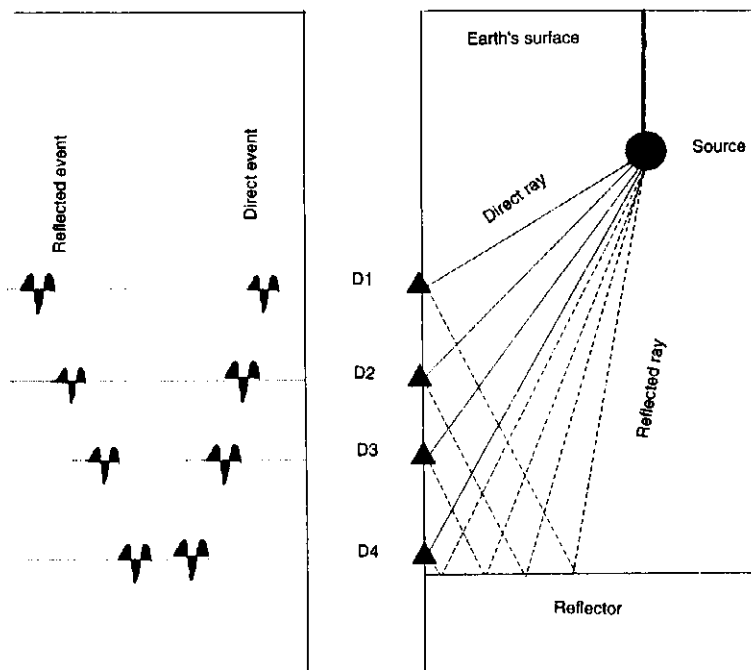 Reflected event
Direct event
Earth's surface
Source
Direct ray
Reflected ray
D1
D2
D3
D4
Reflector